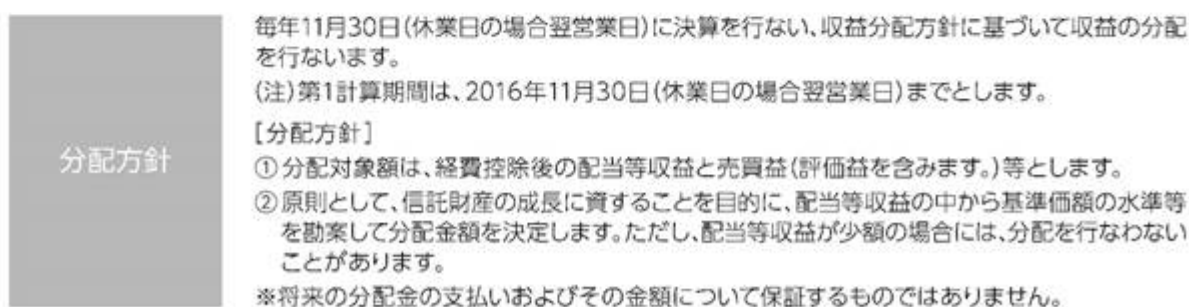 分配方針
毎年11月30日(休業日の場合翌営業日)に決算を行ない、収益分配方針に基づいて収益の分配
を行ないます。
(注)第1計算期間は、2016年11月30日(休業日の場合翌営業日)までとします。
[分配方針]
①分配対象額は、経費控除後の配当等収益と売買益(評価益を含みます。)等とします。
②原則として、信託財産の成長に資することを目的に、配当等収益の中から基準価額の水準等
を勘案して分配金額を決定します。ただし、配当等収益が少額の場合には、分配を行なわない
ことがあります。
※将来の分配金の支払いおよびその金額について保証するものではありません。